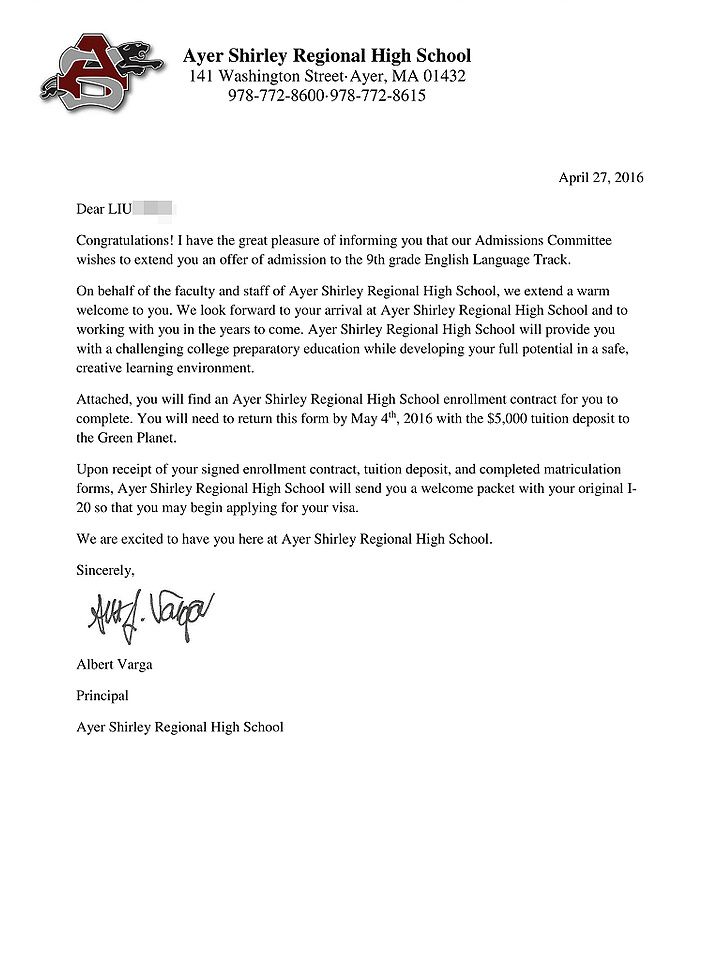 Ayer Shirley Regional High School
141 Washington Street·Ayer, MA 01432
978-772-8600·978-772-8615
April 27, 2016
Dear LIU
Congratulations! I have the great pleasure of informing you that our Admissions Committee
wishes to extend you an offer of admission to the 9th grade English Language Track.
On behalf of the faculty and staff of Ayer Shirley Regional High School, we extend a warm
welcome to you. We look forward to your arrival at Ayer Shirley Regional High School and to
working with you in the years to come. Ayer Shirley Regional High School will provide you
with a challenging college preparatory education while developing your full potential in a safe,
creative learning environment.
Attached, you will find an Ayer Shirley Regional High School enrollment contract for you to
complete. You will need to return this form by May 4th, 2016 with the $5,000 tuition deposit to
the Green Planet.
Upon receipt of your signed enrollment contract, tuition deposit, and completed matriculation
forms, Ayer Shirley Regional High School will send you a welcome packet with your original I-
20 so that you may begin applying for your visa.
We are excited to have you here at Ayer Shirley Regional High School.
Sincerely,
Albert Varga
Principal
Ayer Shirley Regional High School